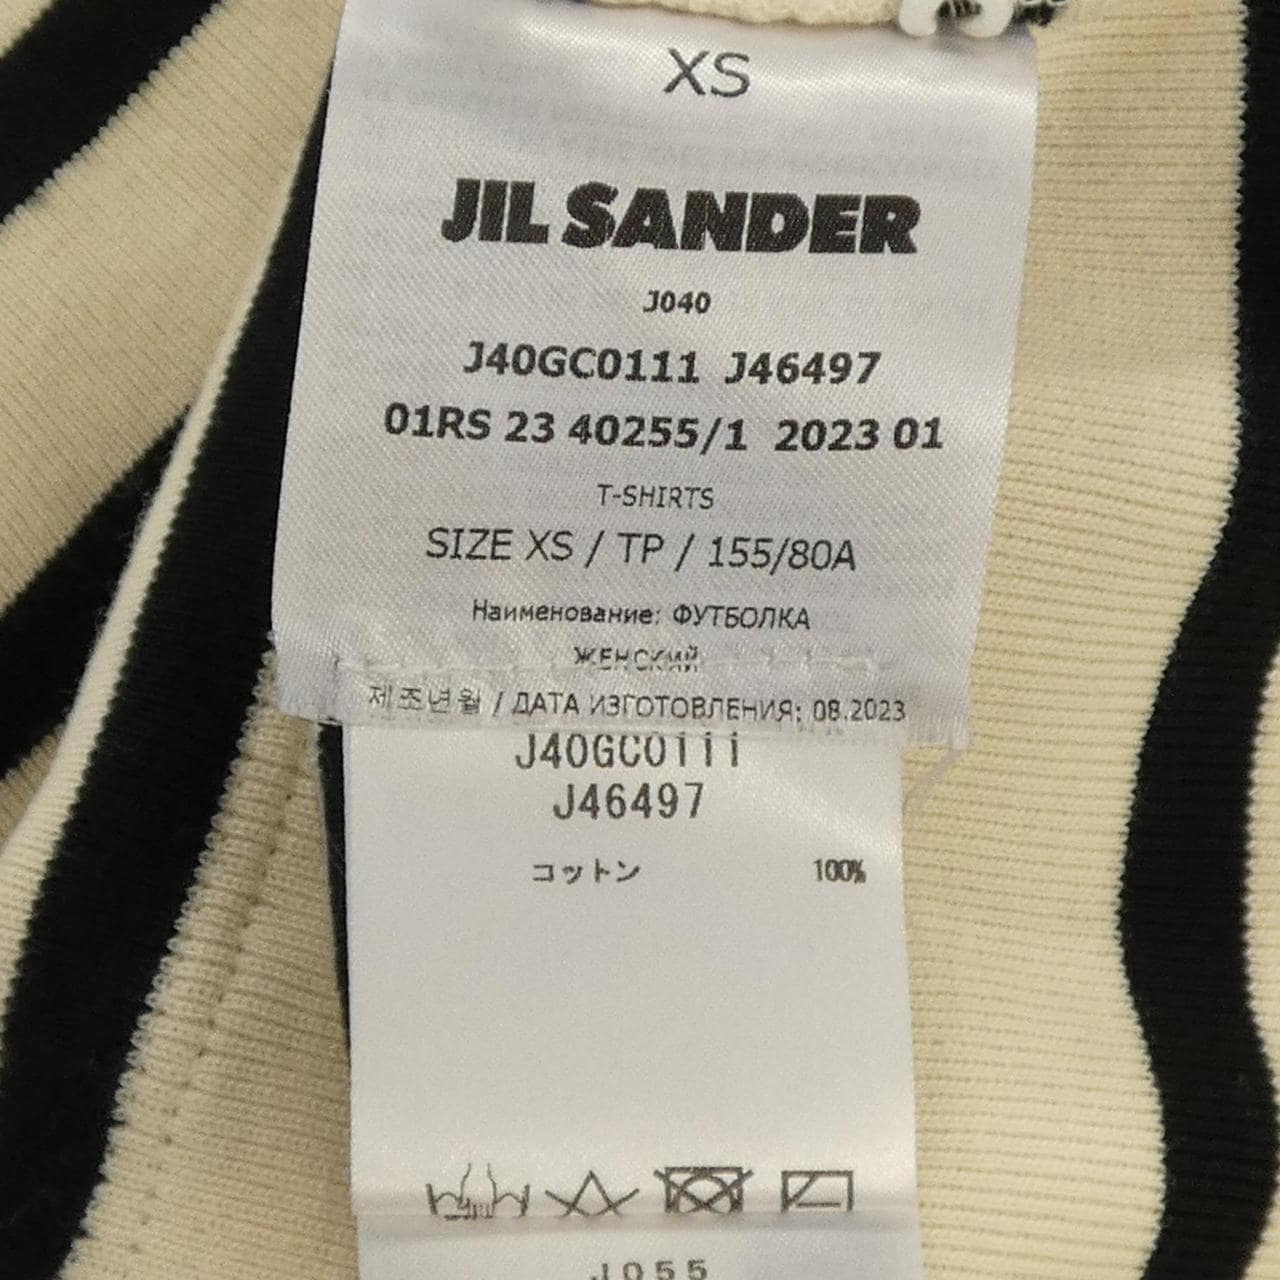 XS
JIL SANDER
J040
J40GC0111 J46497
01RS 23 40255/1 2023 01
T-SHIRTS
SIZE XS / TP / 155/80A
Наименование: ФУТБОЛКА
ЖЕНСКИЙ
제조년월 / ДАТА ИЗГОТОВЛЕНИЯ: 08.2023
J40GC0111
J46497
コットン 100%
J055